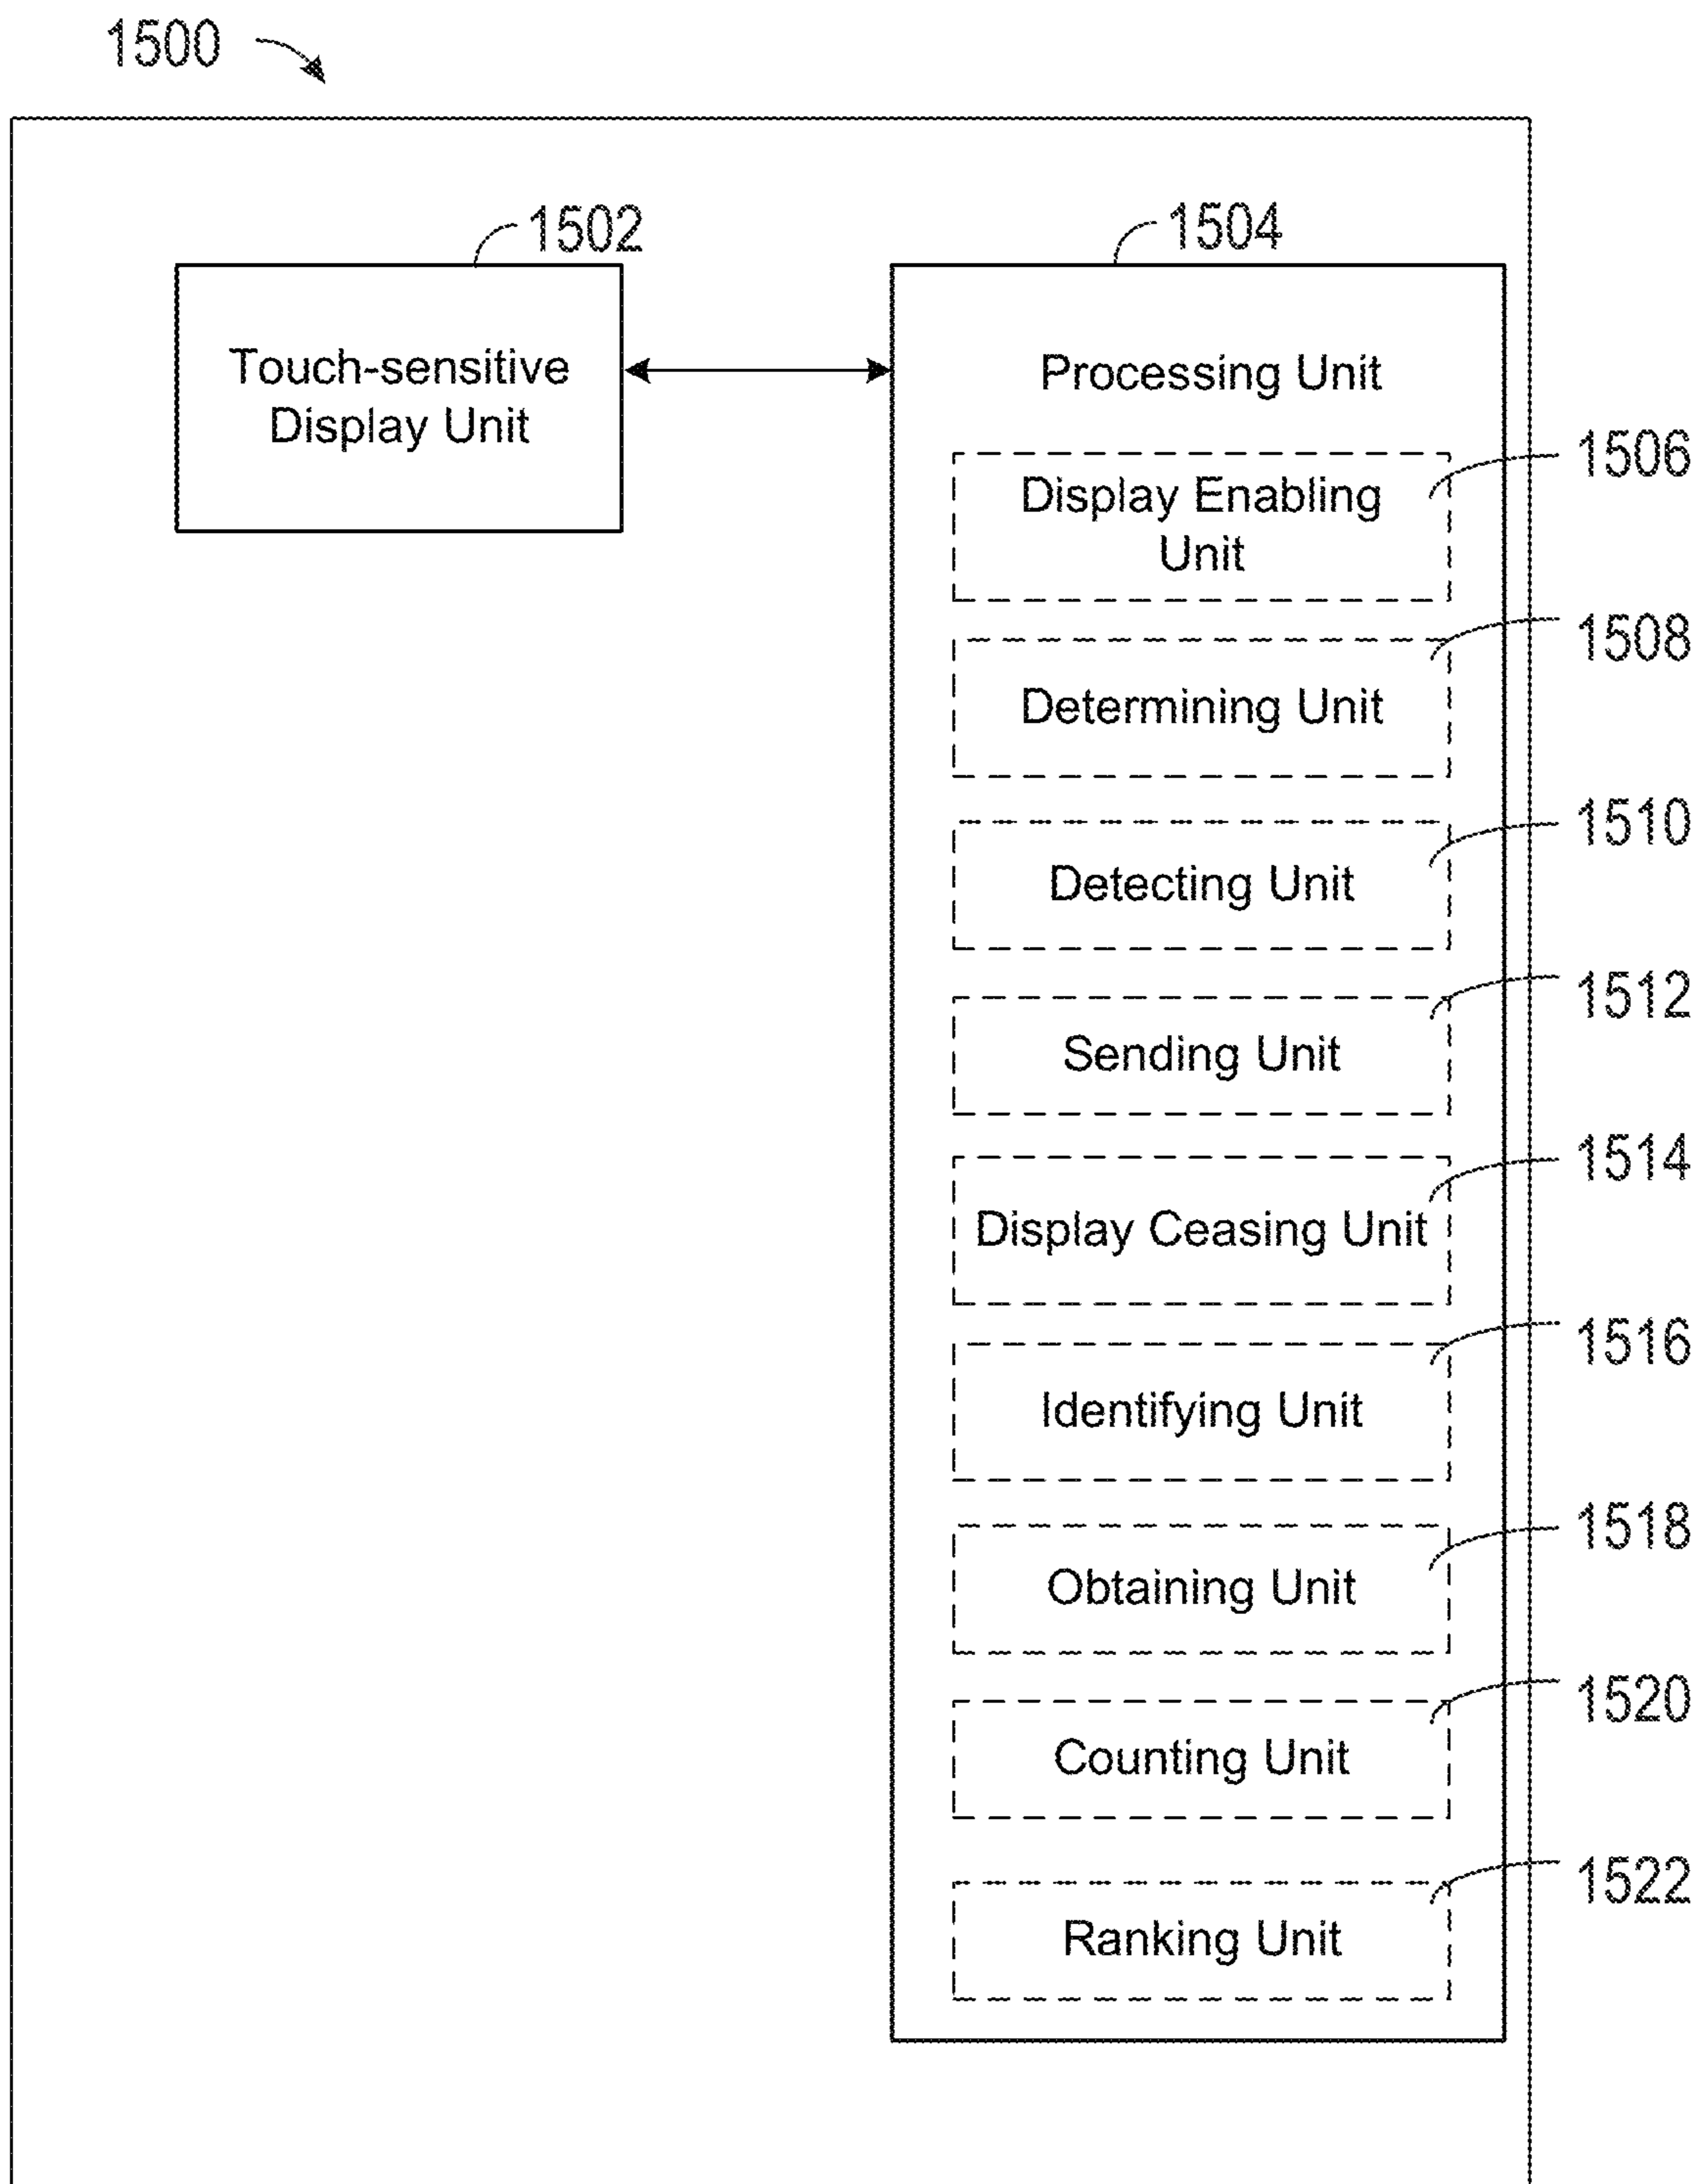 1500
1502
1504
Touch-sensitive
Display Unit
Processing Unit
1506
Display Enabling
Unit
1508
Determining Unit
1510
Detecting Unit
1512
Sending Unit
1514
Display Ceasing Unit
1516
Identifying Unit
1518
Obtaining Unit
1520
Counting Unit
1522
Ranking Unit